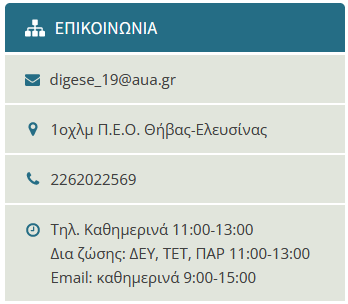 ΕΠΙΚΟΙΝΩΝΙΑ
digese_19@aua.gr
1οχλμ Π.Ε.Ο. Θήβας-Ελευσίνας
2262022569
Τηλ. Καθημερινά 11:00-13:00
Δια ζώσης: ΔΕΥ, ΤΕΤ, ΠΑΡ 11:00-13:00
Email: καθημερινά 9:00-15:00